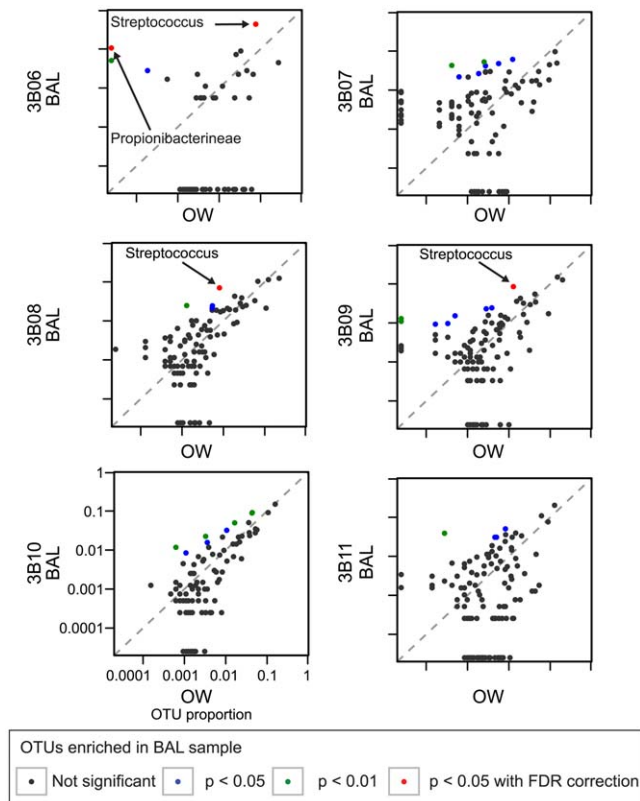 Streptococcus
3B06
BAL
Propionibacterineae
OW
3B07
BAL
OW
Streptococcus
3B08
BAL
OW
Streptococcus
3B09
BAL
OW
1
0.1
0.01
0.001
0.0001
3B10
BAL
0.0001 0.001 0.01 0.1 1
OW
OTU proportion
3B11
BAL
OW
OTUs enriched in BAL sample
Not significant p < 0.05 p < 0.01 p < 0.05 with FDR correction